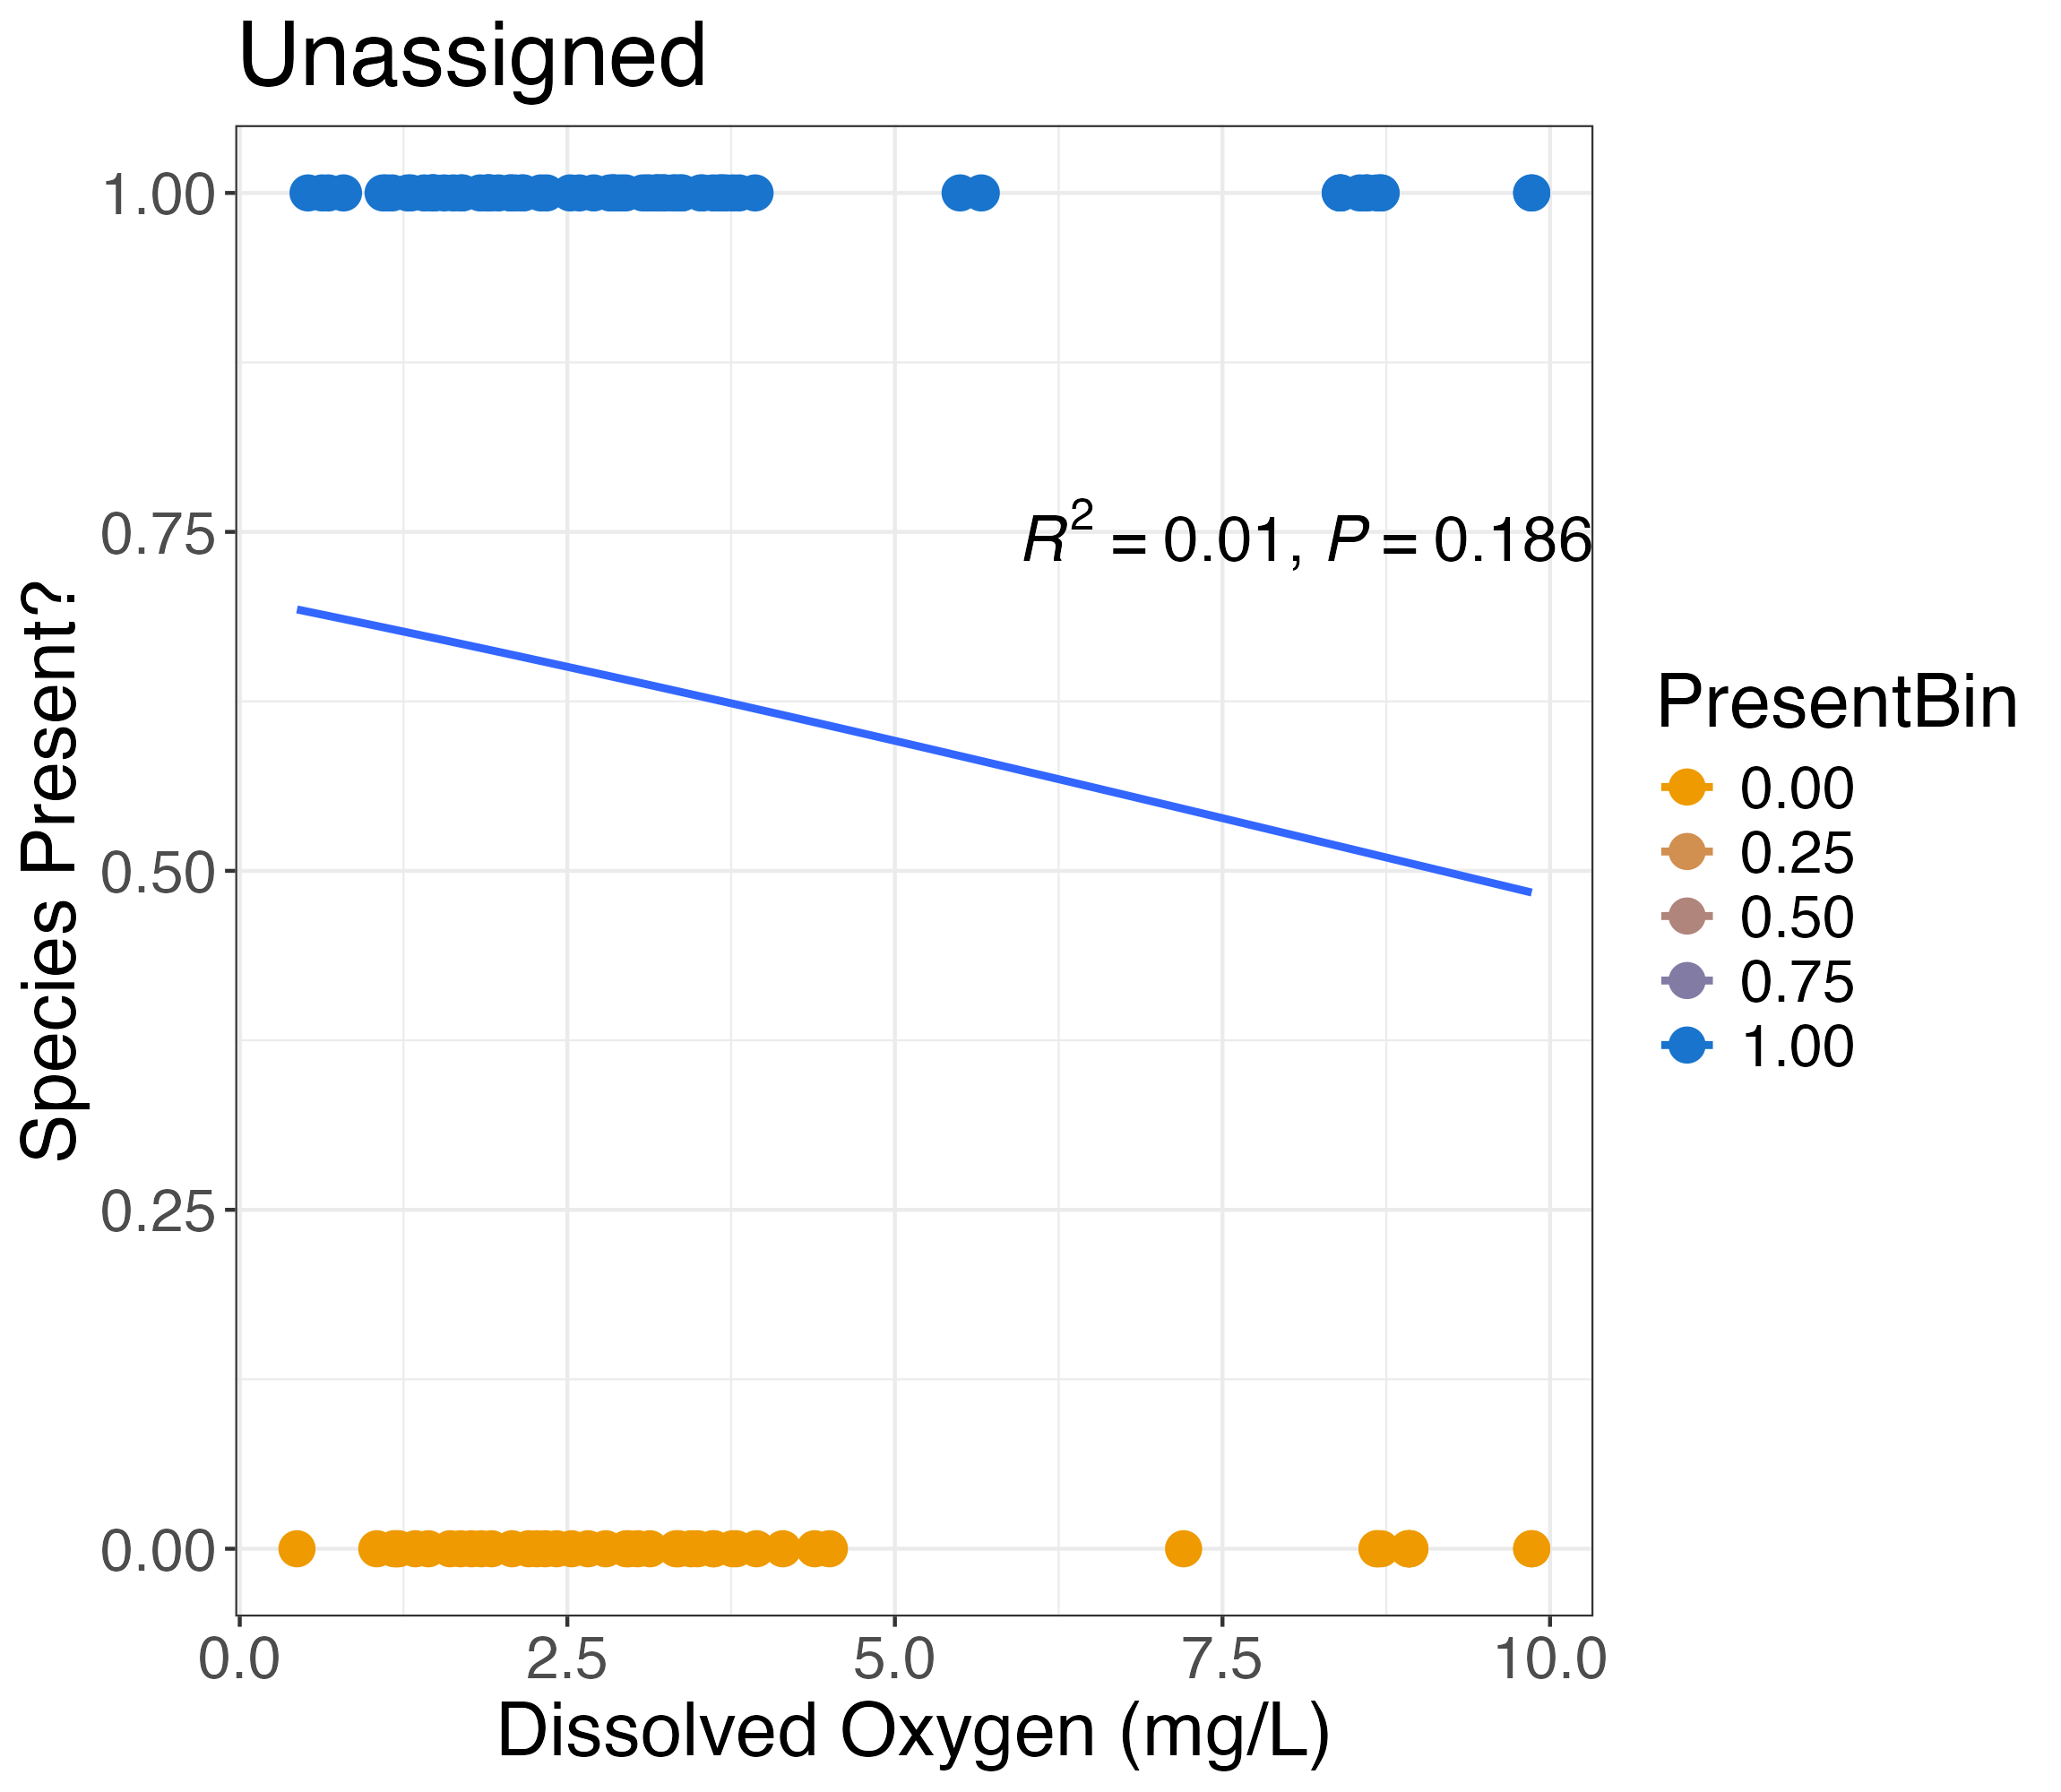 Unassigned
1.00
0.75
0.50
0.25
0.00
Species Present?
R2 = 0.01, P = 0.186
0.0 2.5 5.0 7.5 10.0
Dissolved Oxygen (mg/L)
PresentBin
0.00
0.25
0.50
0.75
1.00